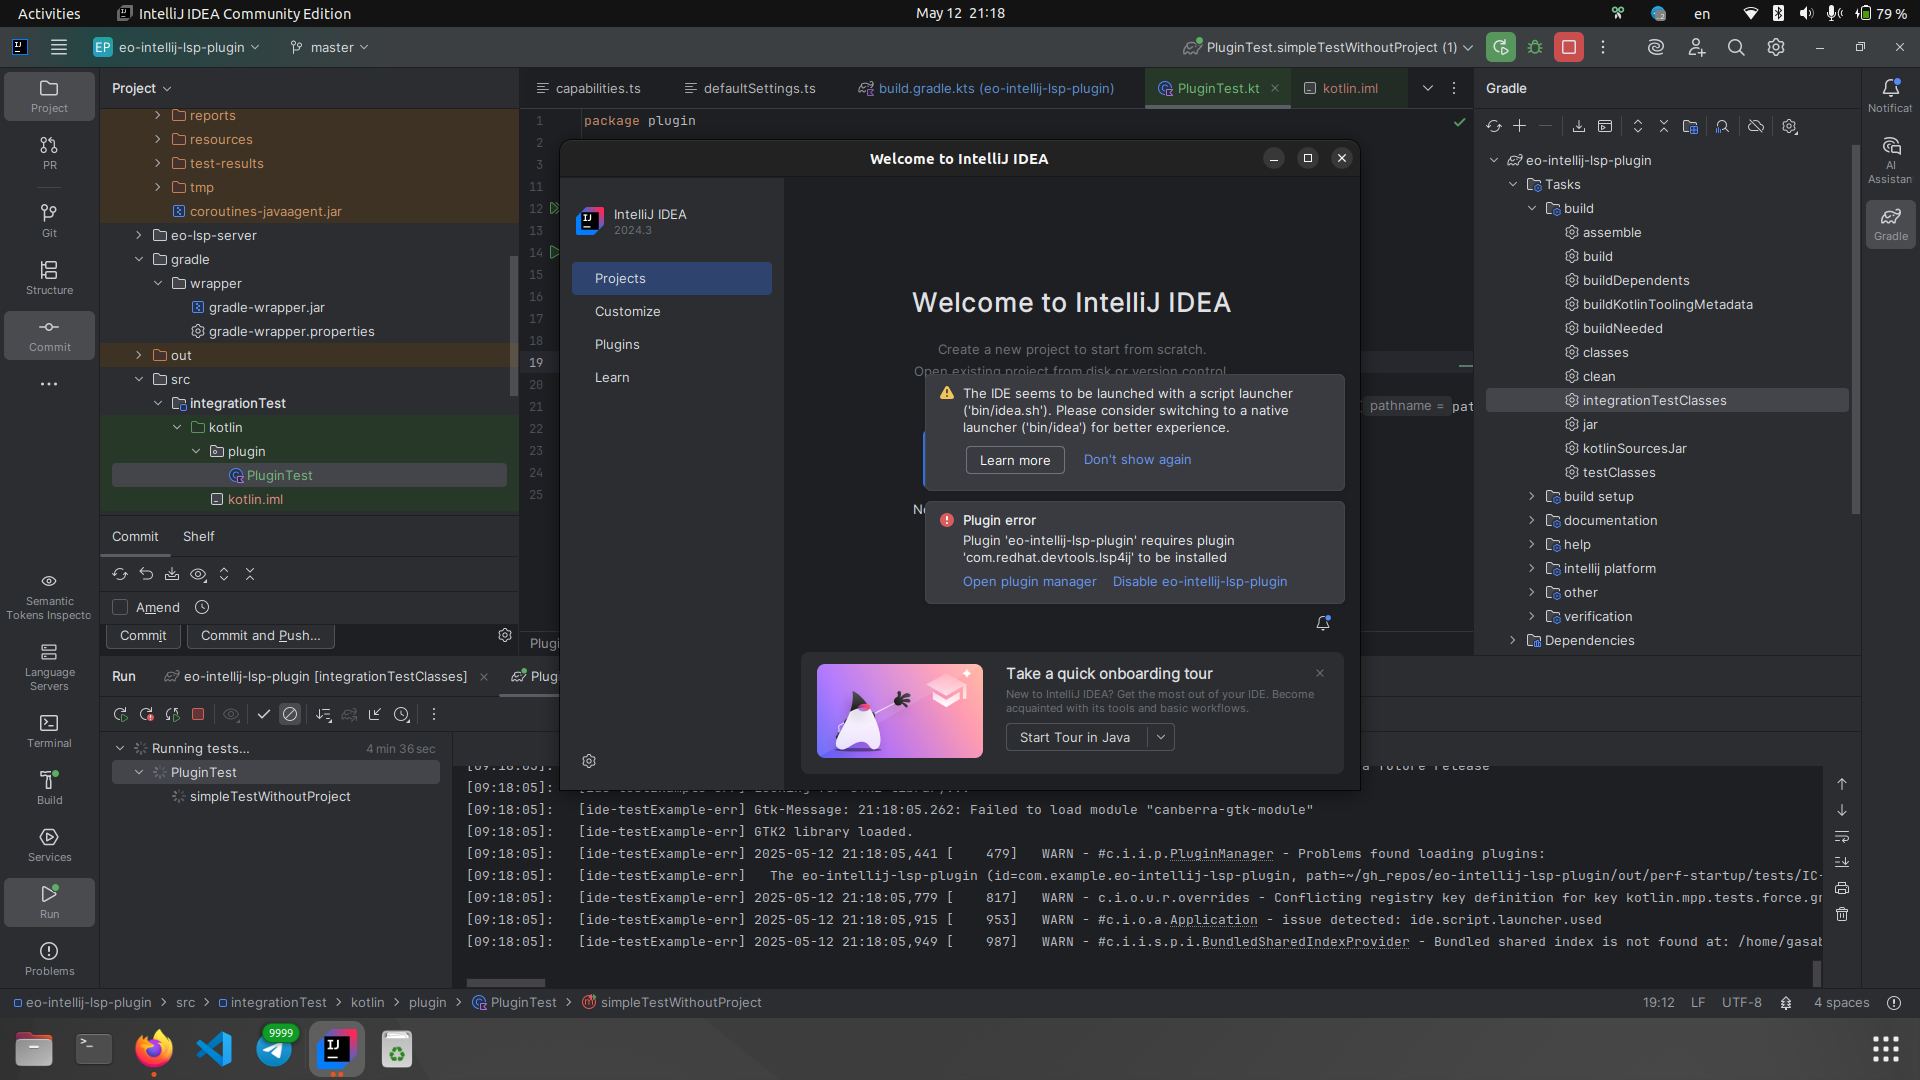 Activities
IntelliJ IDEA Community Edition
May 12 21:18
en
79 %
EP eo-intellij-lsp-plugin
master
PluginTest.simpleTestWithoutProject (1)
Project
PR
Git
Structure
Commit
Semantic
Tokens Inspecto
Language
Servers
Terminal
Build
Services
Run
Problems
Project
reports
resources
test-results
tmp
coroutines-javaagent.jar
eo-lsp-server
gradle
wrapper
gradle-wrapper.jar
gradle-wrapper.properties
out
src
integrationTest
kotlin
plugin
PluginTest
kotlin.iml
Commit Shelf
Amend
Commit
Commit and Push...
capabilities.ts
defaultSettings.ts
build.gradle.kts (eo-intellij-lsp-plugin)
PluginTest.kt
kotlin.iml
1 package plugin
2
3
11
12
13
14
15
16
17
18
19
20
21 pathname = pat
22
23
24
25
Plugi
Welcome to IntelliJ IDEA
IntelliJ IDEA
2024.3
Projects
Customize
Plugins
Learn
Welcome to IntelliJ IDEA
Create a new project to start from scratch.
Open existing project from disk or version control.
The IDE seems to be launched with a script launcher
('bin/idea.sh'). Please consider switching to a native
launcher ('bin/idea') for better experience.
Learn more
Don't show again
Plugin error
Plugin 'eo-intellij-lsp-plugin' requires plugin
'com.redhat.devtools.lsp4ij' to be installed
Open plugin manager
Disable eo-intellij-lsp-plugin
Take a quick onboarding tour
New to IntelliJ IDEA? Get the most out of your IDE. Become
acquainted with its tools and basic workflows.
Start Tour in Java
Gradle
eo-intellij-lsp-plugin
Tasks
build
assemble
build
buildDependents
buildKotlinToolingMetadata
buildNeeded
classes
clean
integrationTestClasses
jar
kotlinSourcesJar
testClasses
build setup
documentation
help
intellij platform
other
verification
Dependencies
Notificat
AI
Assistan
Gradle
Run
eo-intellij-lsp-plugin [integrationTestClasses]
Plug
Running tests... 4 min 36 sec
PluginTest
simpleTestWithoutProject
a future release
[09:18:05]:
[09:18:05]: [ide-testExample-err] Gtk-Message: 21:18:05.262: Failed to load module "canberra-gtk-module"
[09:18:05]: [ide-testExample-err] GTK2 library loaded.
[09:18:05]: [ide-testExample-err] 2025-05-12 21:18:05,441 [ 479] WARN - #c.i.i.p.PluginManager - Problems found loading plugins:
[09:18:05]: [ide-testExample-err] The eo-intellij-lsp-plugin (id=com.example.eo-intellij-lsp-plugin, path=~/gh_repos/eo-intellij-lsp-plugin/out/perf-startup/tests/IC-
[09:18:05]: [ide-testExample-err] 2025-05-12 21:18:05,779 [ 817] WARN - c.i.o.u.r.overrides - Conflicting registry key definition for key kotlin.mpp.tests.force.gr
[09:18:05]: [ide-testExample-err] 2025-05-12 21:18:05,915 [ 953] WARN - #c.i.o.a.Application - issue detected: ide.script.launcher.used
[09:18:05]: [ide-testExample-err] 2025-05-12 21:18:05,949 [ 987] WARN - #c.i.i.s.p.i.BundledSharedIndexProvider - Bundled shared index is not found at: /home/gasab
eo-intellij-lsp-plugin > src > integrationTest > kotlin > plugin > PluginTest > simpleTestWithoutProject
19:12 LF UTF-8 4 spaces
9999